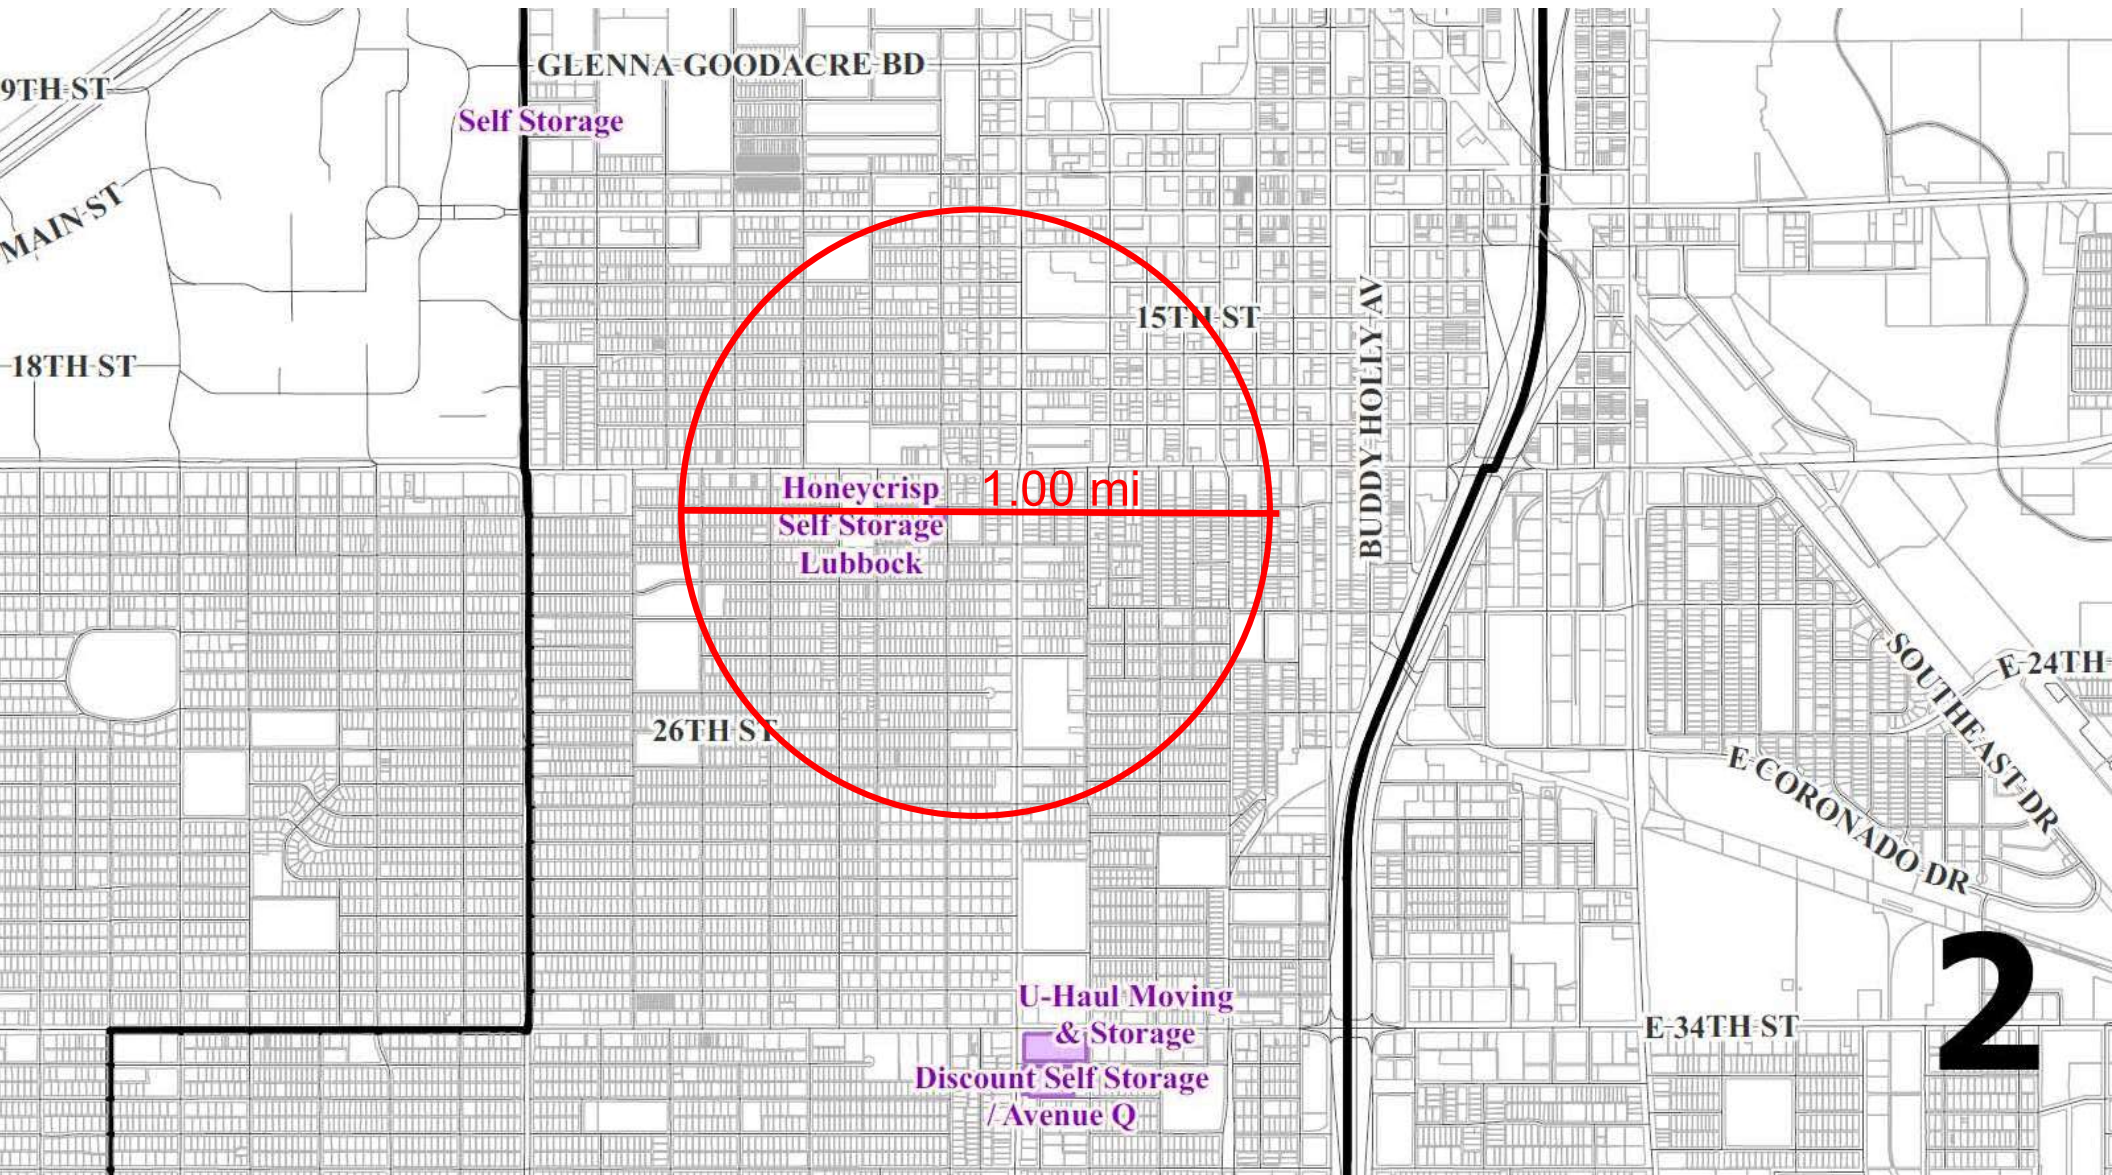 GLENNA GOODACRE BD
9TH ST
Self Storage
MAIN ST
15TH ST
BUDDY HOLLY AV
18TH ST
Honeycrisp
Self Storage
Lubbock
1.00 mi
SOUTHEAST DR
E 24TH
26TH ST
E CORONADO DR
2
U-Haul Moving
& Storage
E 34TH ST
Discount Self Storage
/ Avenue Q